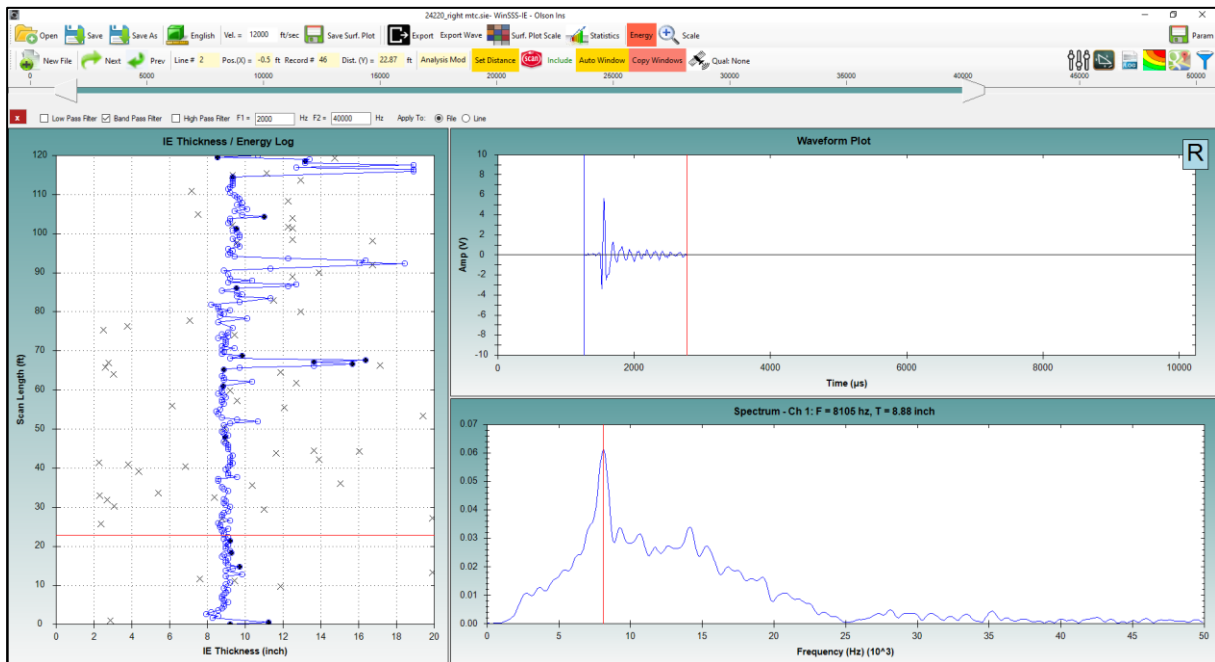 24220_right mtc.sie- WinSSS-IE - Olson Ins
Open Save Save As English Vel. = 12000 ft/sec Save Surf. Plot Export Export Wave Surf. Plot Scale Statistics Energy Scale Param
New File Next Prev Line # 2 Pos.(X) = -0.5 ft Record # 46 Dist. (Y) = 22.87 ft Analysis Mod Set Distance scan Include Auto Window Copy Windows Qual: None
0 5000 10000 15000 20000 25000 30000 35000 40000 45000 50000
x Low Pass Filter Band Pass Filter High Pass Filter F1 = 2000 Hz F2 = 40000 Hz Apply To: File Line
IE Thickness / Energy Log
120
110
100
90
80
70
60
50
40
30
20
10
0
Scan Length (ft)
0 2 4 6 8 10 12 14 16 18 20
IE Thickness (inch)
Waveform Plot
R
10
8
6
4
2
0
-2
-4
-6
-8
-10
Amp (V)
0 2000 4000 6000 8000 10000
Time (µs)
Spectrum - Ch 1: F = 8105 hz, T = 8.88 inch
0.07
0.06
0.05
0.04
0.03
0.02
0.01
0.00
0 5 10 15 20 25 30 35 40 45 50
Frequency (Hz) (10^3)